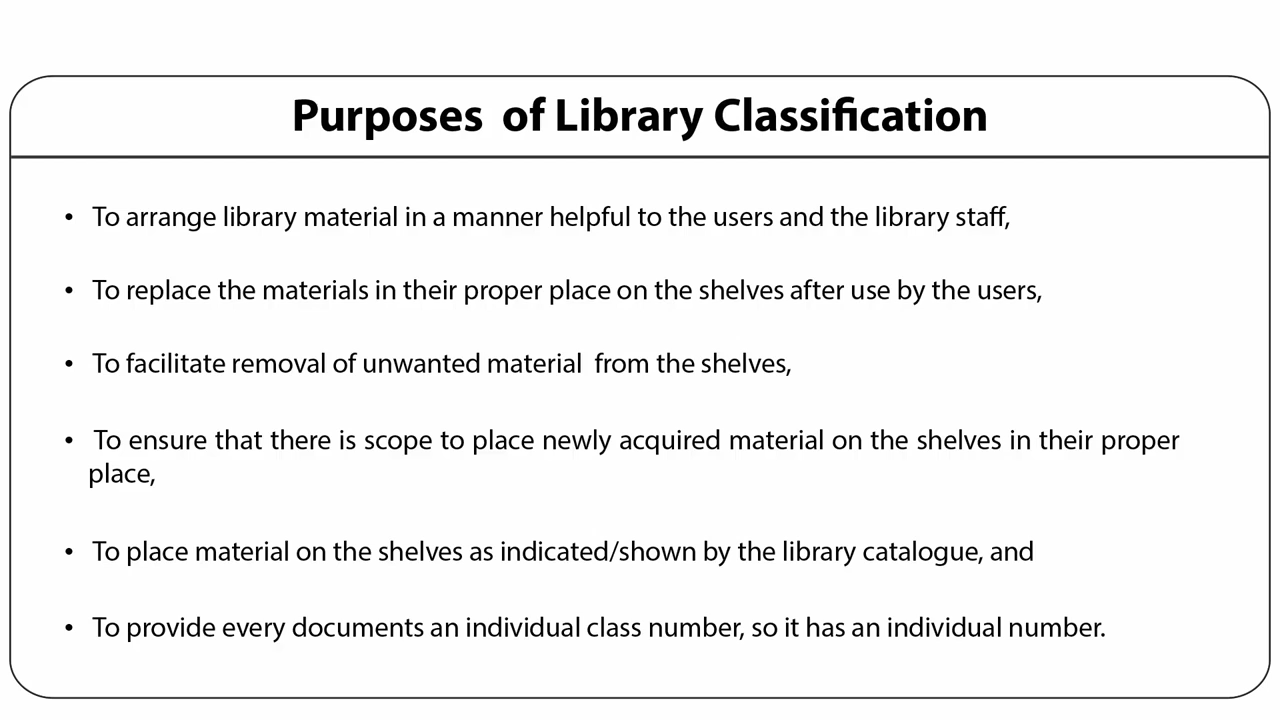 Purposes of Library Classification
• To arrange library material in a manner helpful to the users and the library staff,
• To replace the materials in their proper place on the shelves after use by the users,
• To facilitate removal of unwanted material from the shelves,
• To ensure that there is scope to place newly acquired material on the shelves in their proper
place,
• To place material on the shelves as indicated/shown by the library catalogue, and
• To provide every documents an individual class number, so it has an individual number.